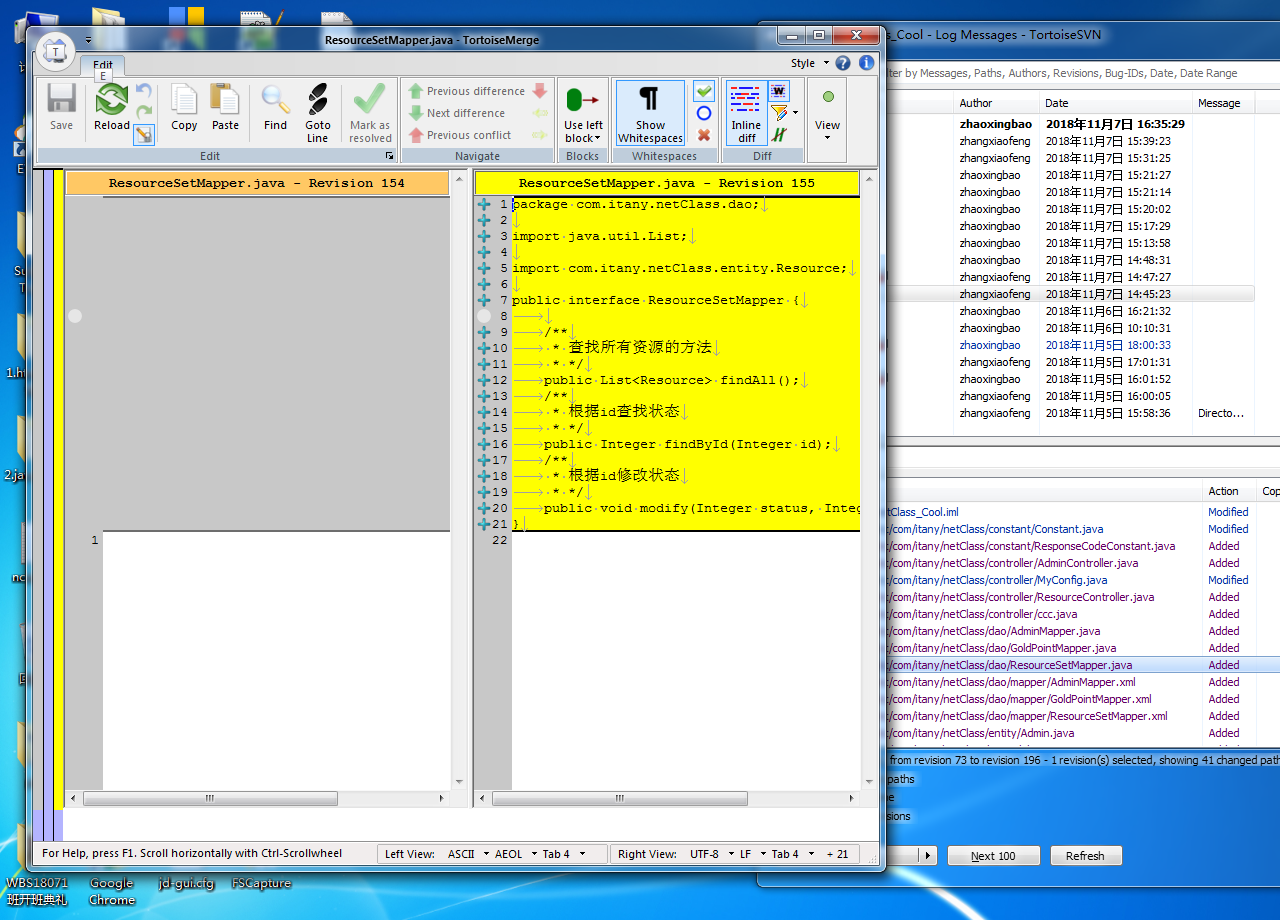 ResourceSetMapper.java - TortoiseMerge
T
Edit
E
Style
Save
Reload
Copy
Paste
Find
Goto Line
Mark as resolved
Edit
Previous difference
Next difference
Previous conflict
Navigate
Use left block
Blocks
Show Whitespaces
Whitespaces
Inline diff
Diff
View
ResourceSetMapper.java - Revision 154
1
ResourceSetMapper.java - Revision 155
1 package com.itany.netClass.dao;
2
3 import java.util.List;
4
5 import com.itany.netClass.entity.Resource;
6
7 public interface ResourceSetMapper {
8
9 /**
10 * 查找所有资源的方法
11 * */
12 public List<Resource> findAll();
13 /**
14 * 根据id查找状态
15 * */
16 public Integer findById(Integer id);
17 /**
18 * 根据id修改状态
19 * */
20 public void modify(Integer status, Integ
21 }
22
For Help, press F1. Scroll horizontally with Ctrl-Scrollwheel
Left View: ASCII AEOL Tab 4
Right View: UTF-8 LF Tab 4 + 21
s_Cool - Log Messages - TortoiseSVN
ter by Messages, Paths, Authors, Revisions, Bug-IDs, Date, Date Range
Author Date Message
zhaoxingbao 2018年11月7日 16:35:29
zhangxiaofeng 2018年11月7日 15:39:23
zhangxiaofeng 2018年11月7日 15:31:25
zhaoxingbao 2018年11月7日 15:21:27
zhaoxingbao 2018年11月7日 15:21:14
zhaoxingbao 2018年11月7日 15:20:02
zhaoxingbao 2018年11月7日 15:17:29
zhaoxingbao 2018年11月7日 15:13:58
zhaoxingbao 2018年11月7日 14:48:31
zhangxiaofeng 2018年11月7日 14:47:27
zhangxiaofeng 2018年11月7日 14:45:23
zhaoxingbao 2018年11月6日 16:21:32
zhaoxingbao 2018年11月6日 10:10:31
zhaoxingbao 2018年11月5日 18:00:33
zhangxiaofeng 2018年11月5日 17:01:31
zhaoxingbao 2018年11月5日 16:01:52
zhangxiaofeng 2018年11月5日 16:00:05
zhangxiaofeng 2018年11月5日 15:58:36 Directo...
Action Cop
tClass_Cool.iml Modified
/com/itany/netClass/constant/Constant.java Modified
/com/itany/netClass/constant/ResponseCodeConstant.java Added
/com/itany/netClass/controller/AdminController.java Added
/com/itany/netClass/controller/MyConfig.java Modified
/com/itany/netClass/controller/ResourceController.java Added
/com/itany/netClass/controller/ccc.java Added
/com/itany/netClass/dao/AdminMapper.java Added
/com/itany/netClass/dao/GoldPointMapper.java Added
/com/itany/netClass/dao/ResourceSetMapper.java Added
/com/itany/netClass/dao/mapper/AdminMapper.xml Added
/com/itany/netClass/dao/mapper/GoldPointMapper.xml Added
/com/itany/netClass/dao/mapper/ResourceSetMapper.xml Added
/com/itany/netClass/entity/Admin.java Added
from revision 73 to revision 196 - 1 revision(s) selected, showing 41 changed path
paths
sions
Next 100
Refresh
1.ht
2.ja
WBS18071
班开班典礼
Google
Chrome
jd-gui.cfg
FSCapture